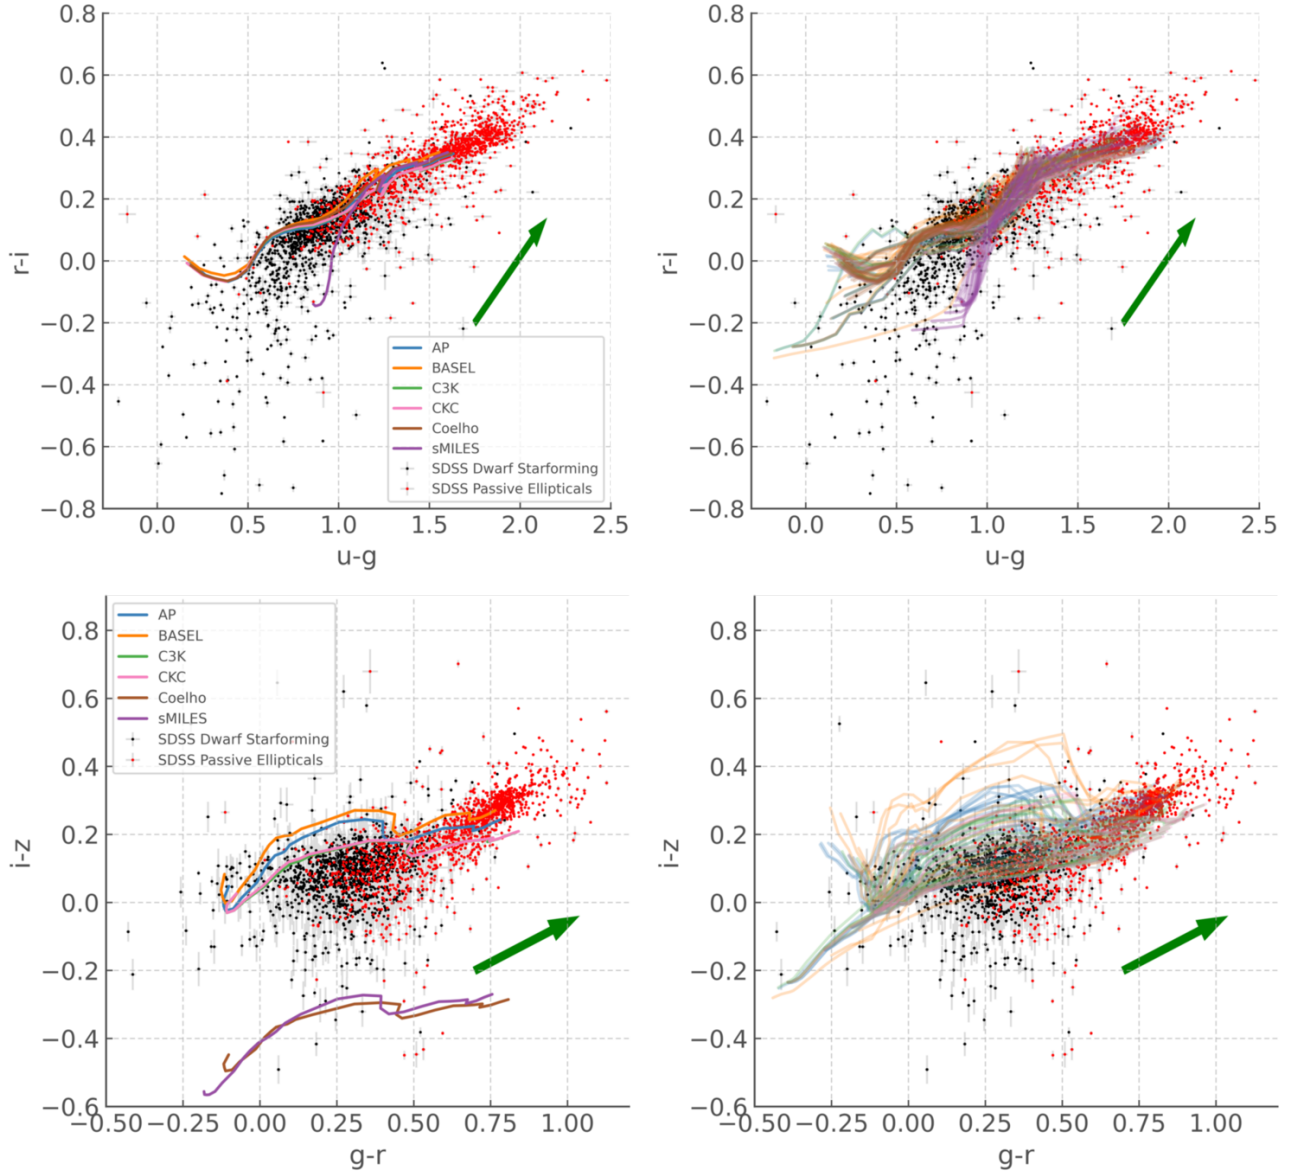 0.8
0.6
0.4
0.2
0.0
−0.2
−0.4
−0.6
−0.8
r-i
0.0 0.5 1.0 1.5 2.0 2.5
u-g
AP
BASEL
C3K
CKC
Coelho
sMILES
SDSS Dwarf Starforming
SDSS Passive Ellipticals
0.8
0.6
0.4
0.2
0.0
−0.2
−0.4
−0.6
−0.8
r-i
0.0 0.5 1.0 1.5 2.0 2.5
u-g
0.8
0.6
0.4
0.2
0.0
−0.2
−0.4
−0.6
i-z
−0.50 −0.25 0.00 0.25 0.50 0.75 1.00
g-r
AP
BASEL
C3K
CKC
Coelho
sMILES
SDSS Dwarf Starforming
SDSS Passive Ellipticals
0.8
0.6
0.4
0.2
0.0
−0.2
−0.4
−0.6
i-z
−0.50 −0.25 0.00 0.25 0.50 0.75 1.00
g-r